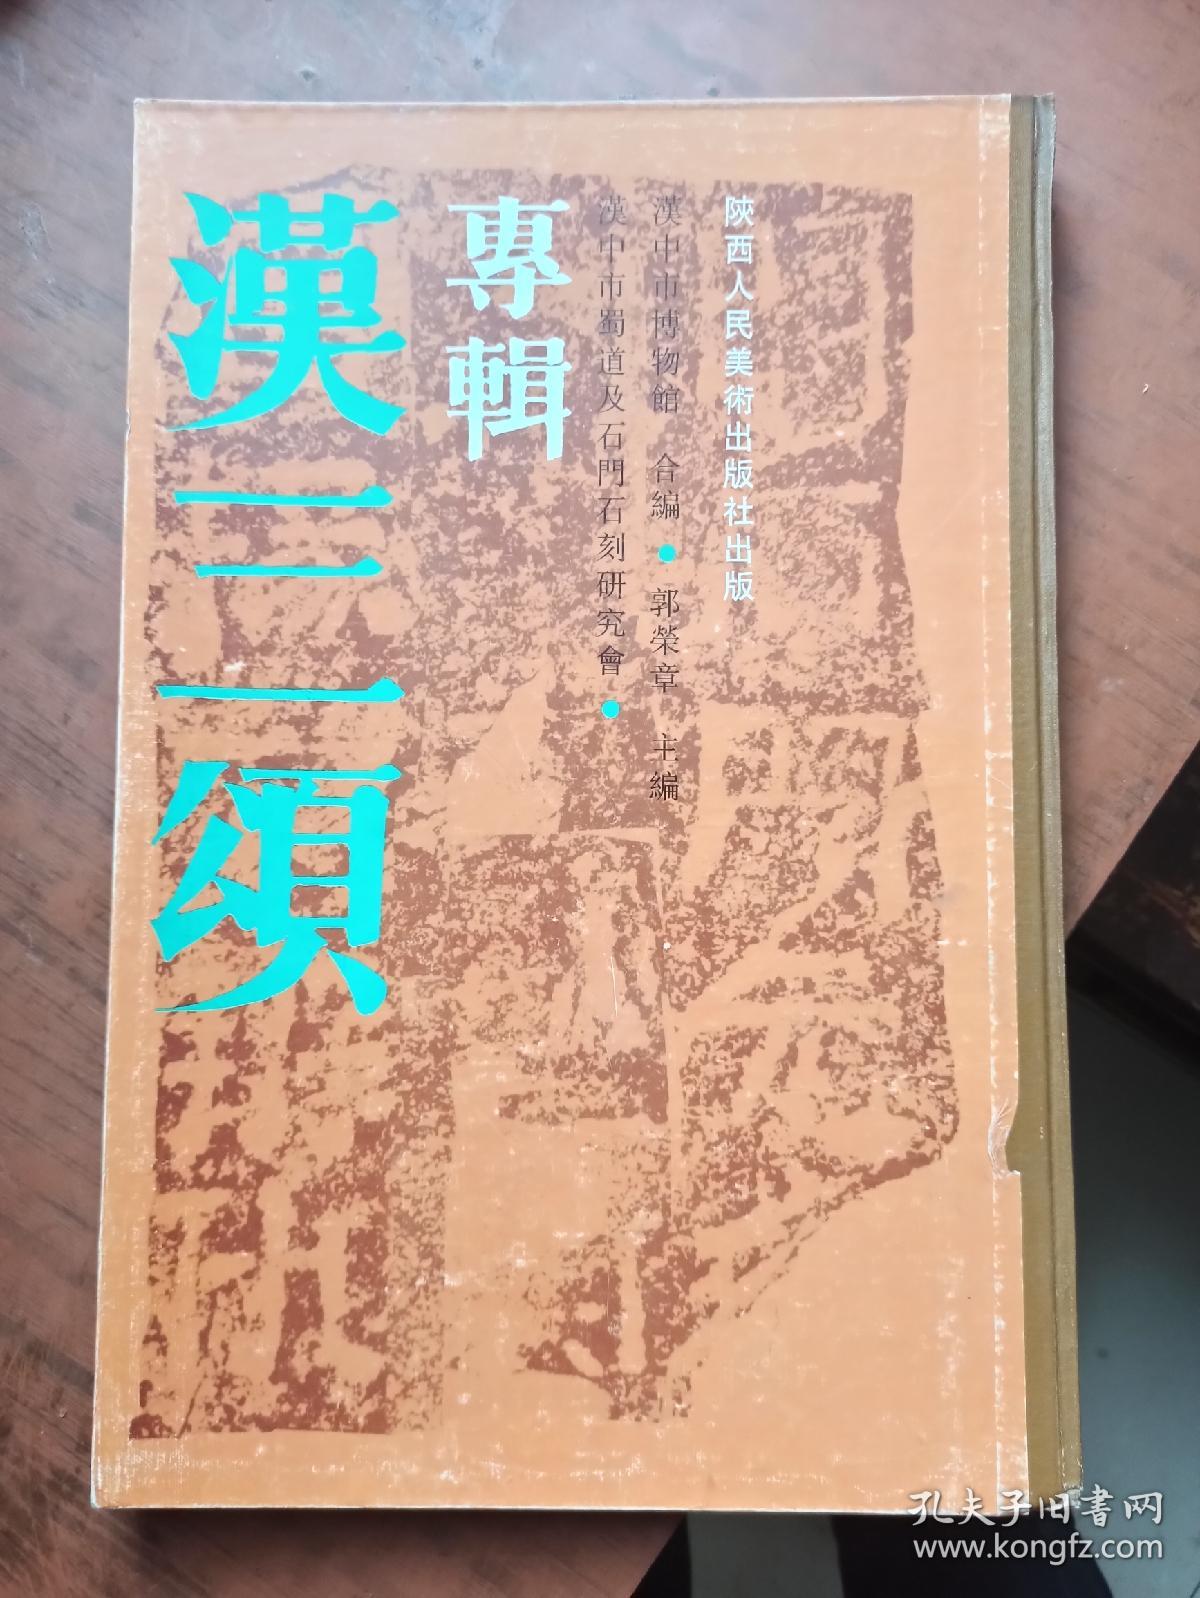 漢三頌
專輯
漢中市蜀道及石門石刻研究會·
漢中市博物館 合編·郭榮章 主編
陝西人民美術出版社出版
孔夫子旧书网
www.kongfz.com